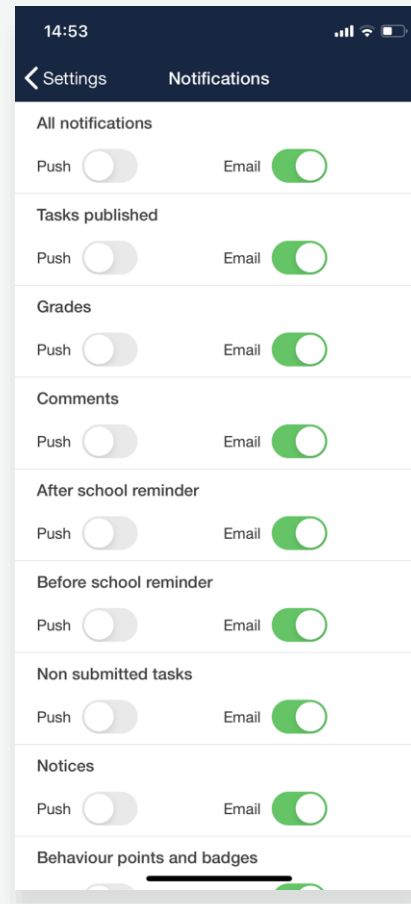 14:53
Settings Notifications
All notifications
Push Email
Tasks published
Push Email
Grades
Push Email
Comments
Push Email
After school reminder
Push Email
Before school reminder
Push Email
Non submitted tasks
Push Email
Notices
Push Email
Behaviour points and badges